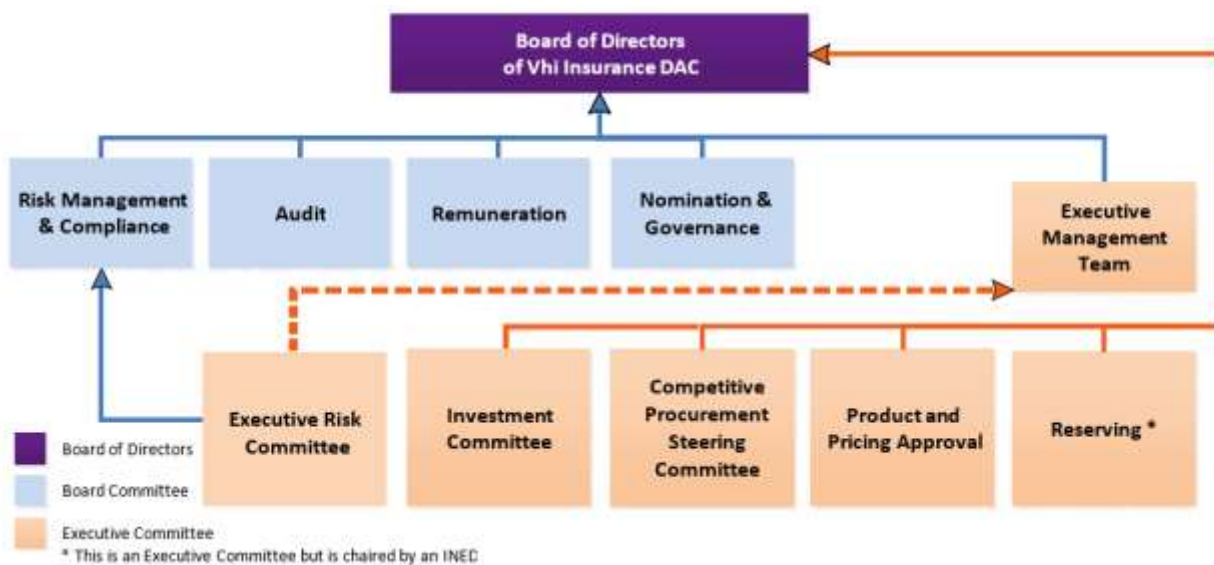 Board of Directors
of Vhi Insurance DAC
Risk Management
& Compliance
Audit
Remuneration
Nomination &
Governance
Executive
Management
Team
Executive Risk
Committee
Investment
Committee
Competitive
Procurement
Steering
Committee
Product and
Pricing Approval
Reserving *
Board of Directors
Board Committee
Executive Committee
* This is an Executive Committee but is chaired by an INED